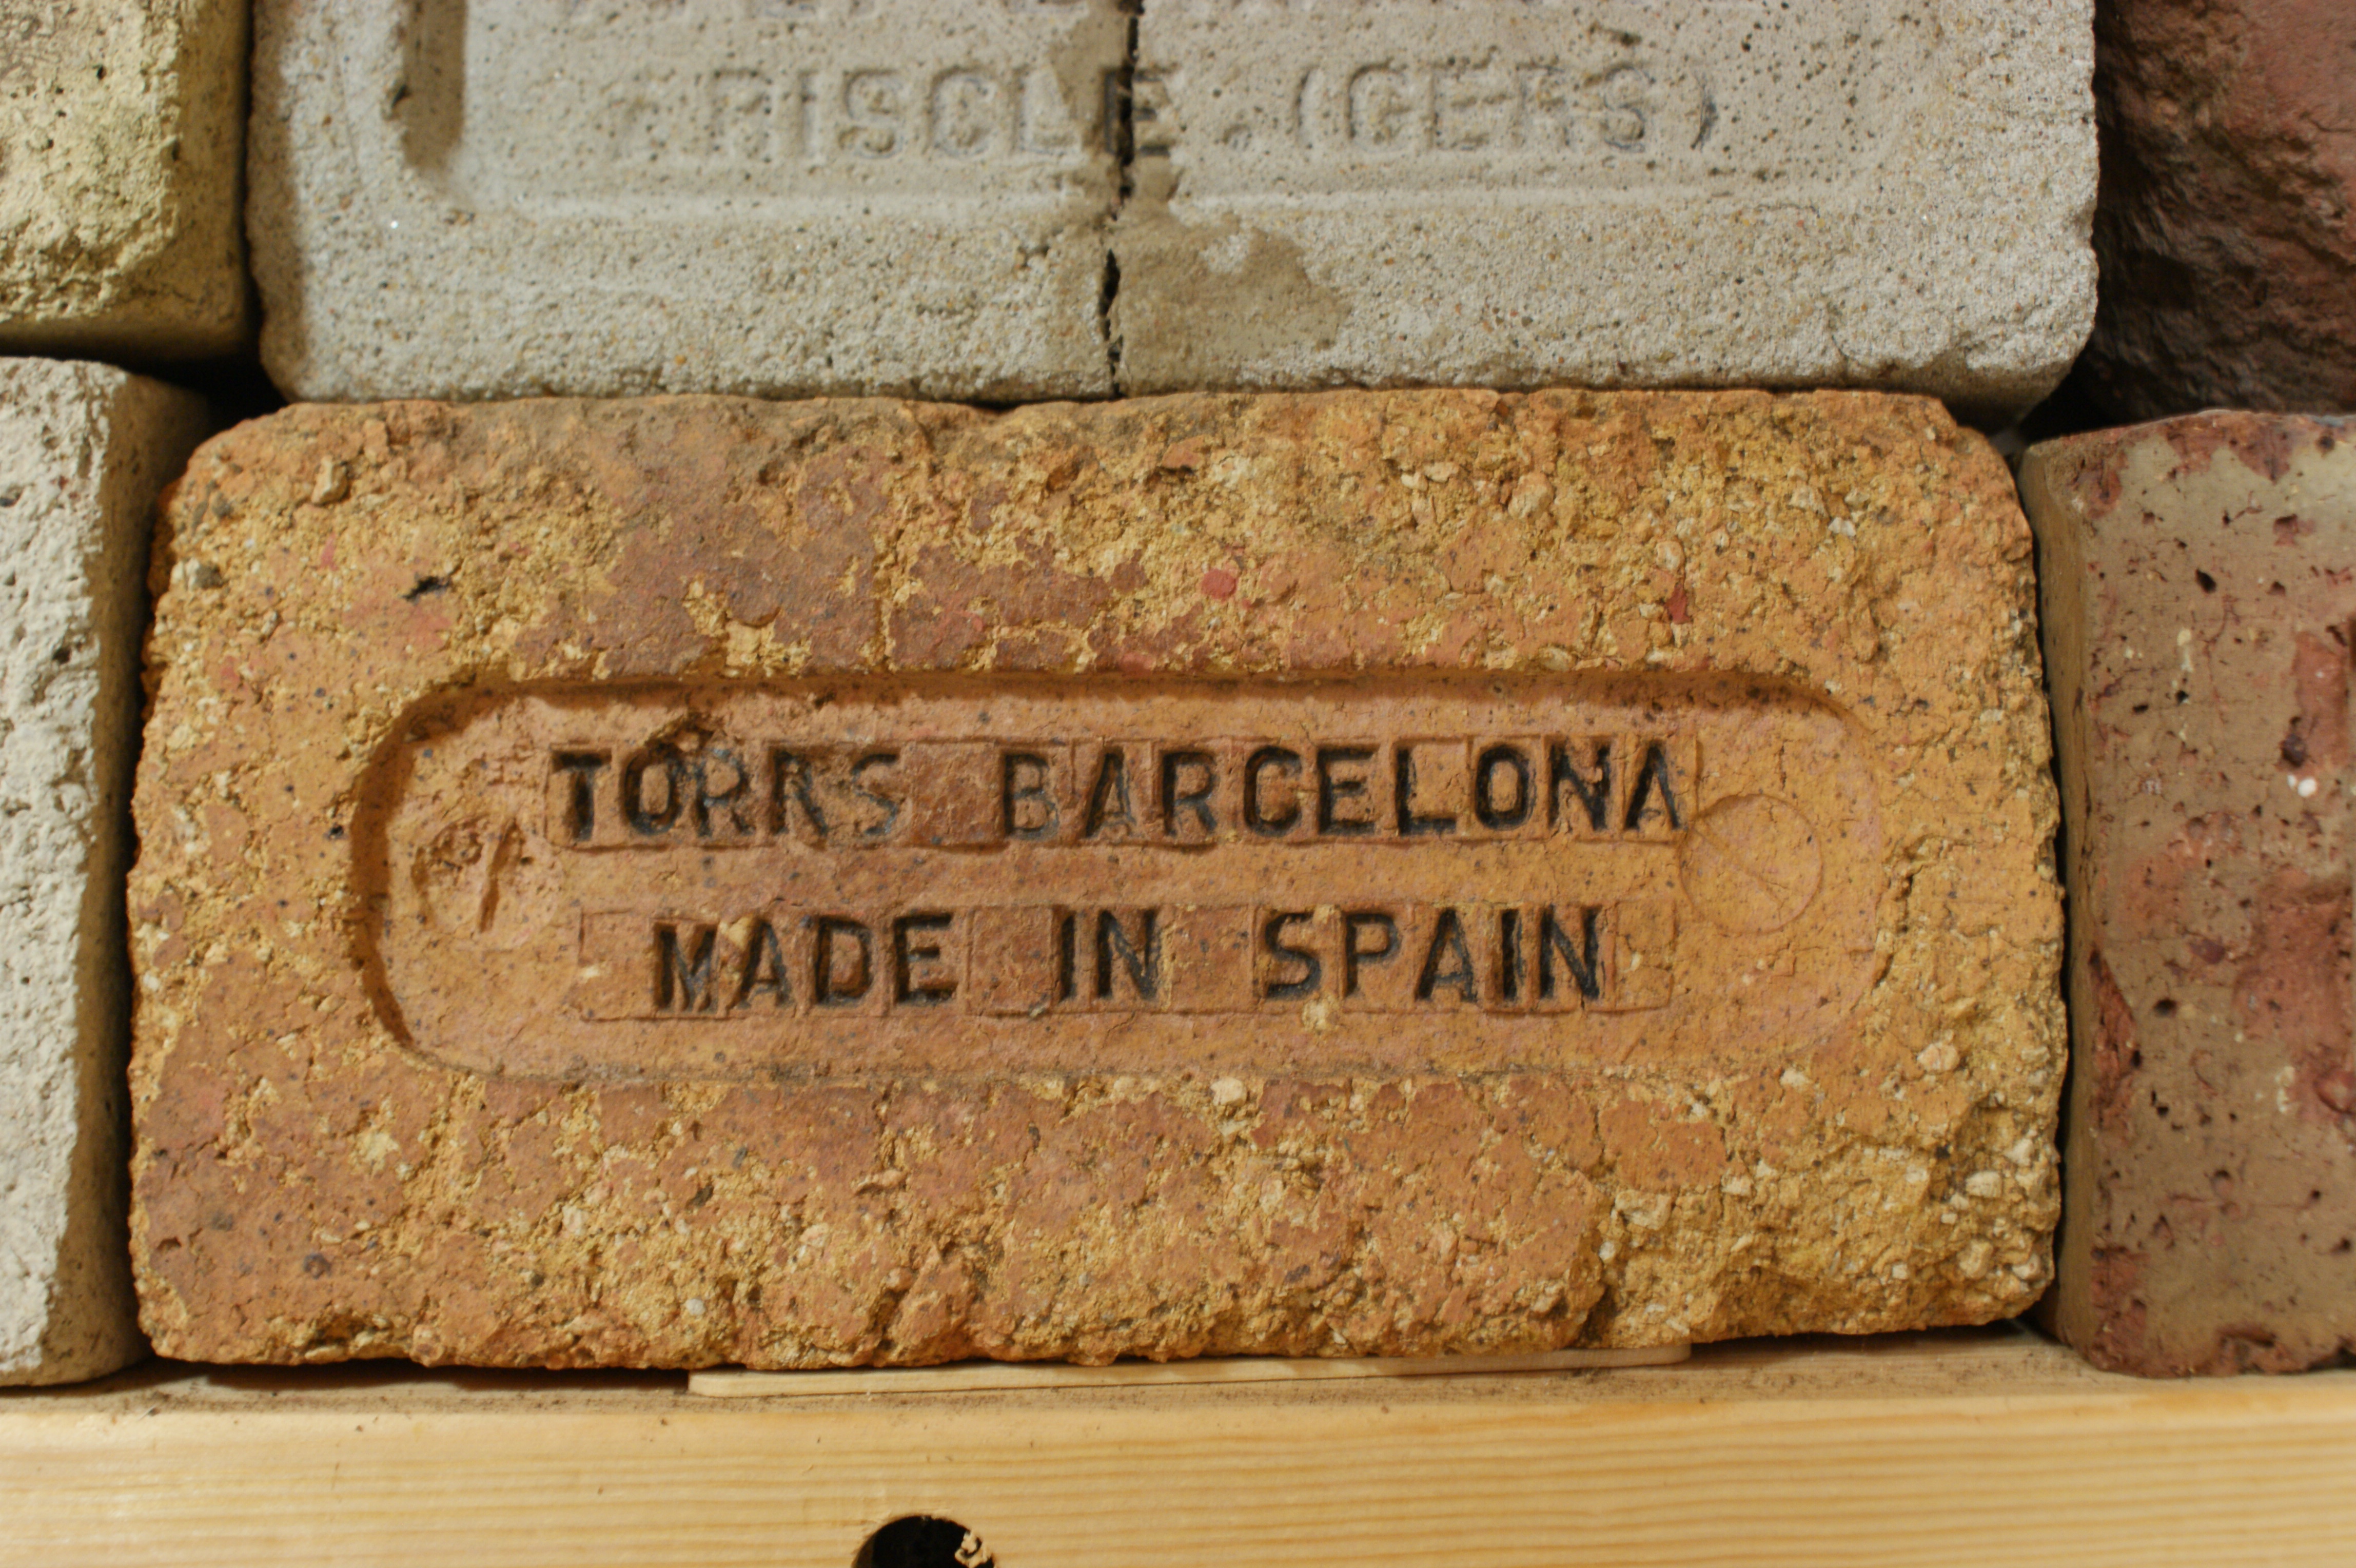 RISCLE (GERS)
TORRS BARCELONA
MADE IN SPAIN